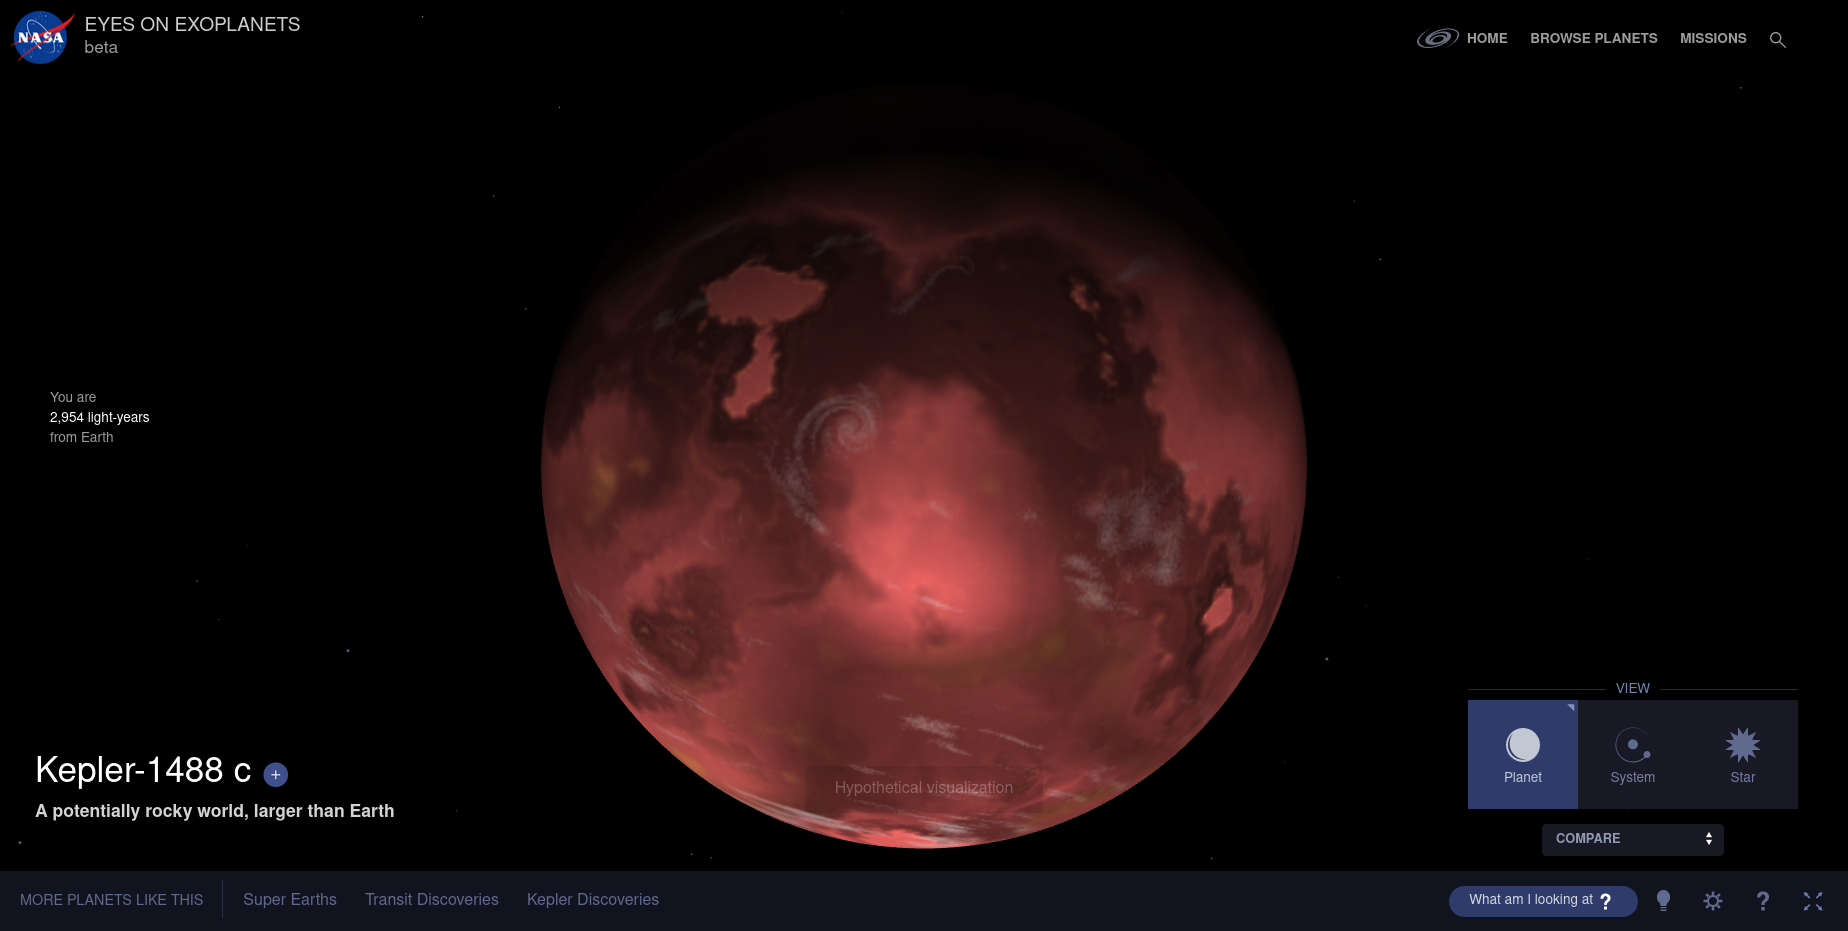 NASA
EYES ON EXOPLANETS
beta
HOME
BROWSE PLANETS
MISSIONS
You are
2,954 light-years
from Earth
Kepler-1488 c +
A potentially rocky world, larger than Earth
Hypothetical visualization
VIEW
Planet
System
Star
COMPARE
MORE PLANETS LIKE THIS
Super Earths
Transit Discoveries
Kepler Discoveries
What am I looking at ?
?